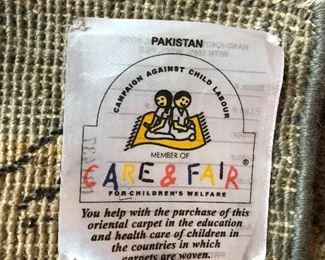 PAKISTAN
CAMPAIGN AGAINST CHILD LABOUR
MEMBER OF
CARE & FAIR®
FOR CHILDREN'S WELFARE
You help with the purchase of this
oriental carpet in the education
and health care of children in
the countries in which
carpets are woven.